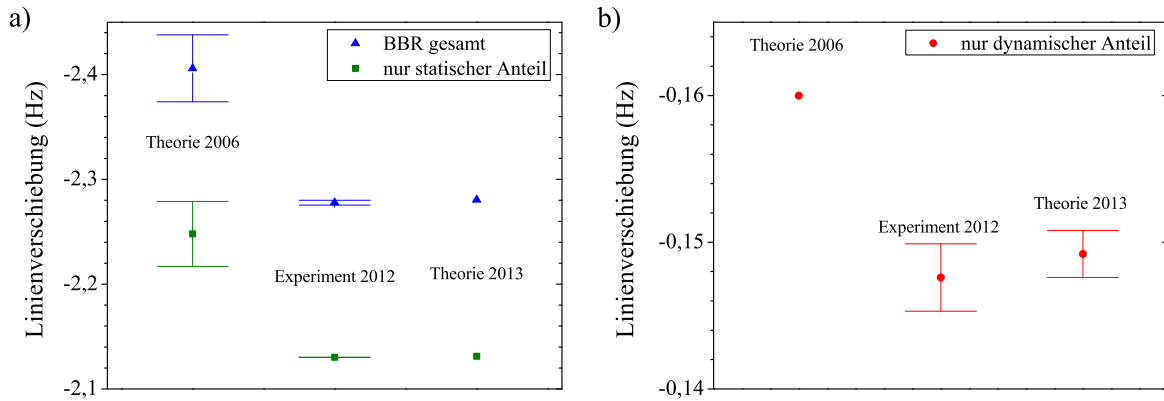 a)
Linienverschiebung (Hz)
-2,4
-2,3
-2,2
-2,1
BBR gesamt
nur statischer Anteil
Theorie 2006
Experiment 2012
Theorie 2013
b)
Linienverschiebung (Hz)
-0,16
-0,15
-0,14
nur dynamischer Anteil
Theorie 2006
Experiment 2012
Theorie 2013